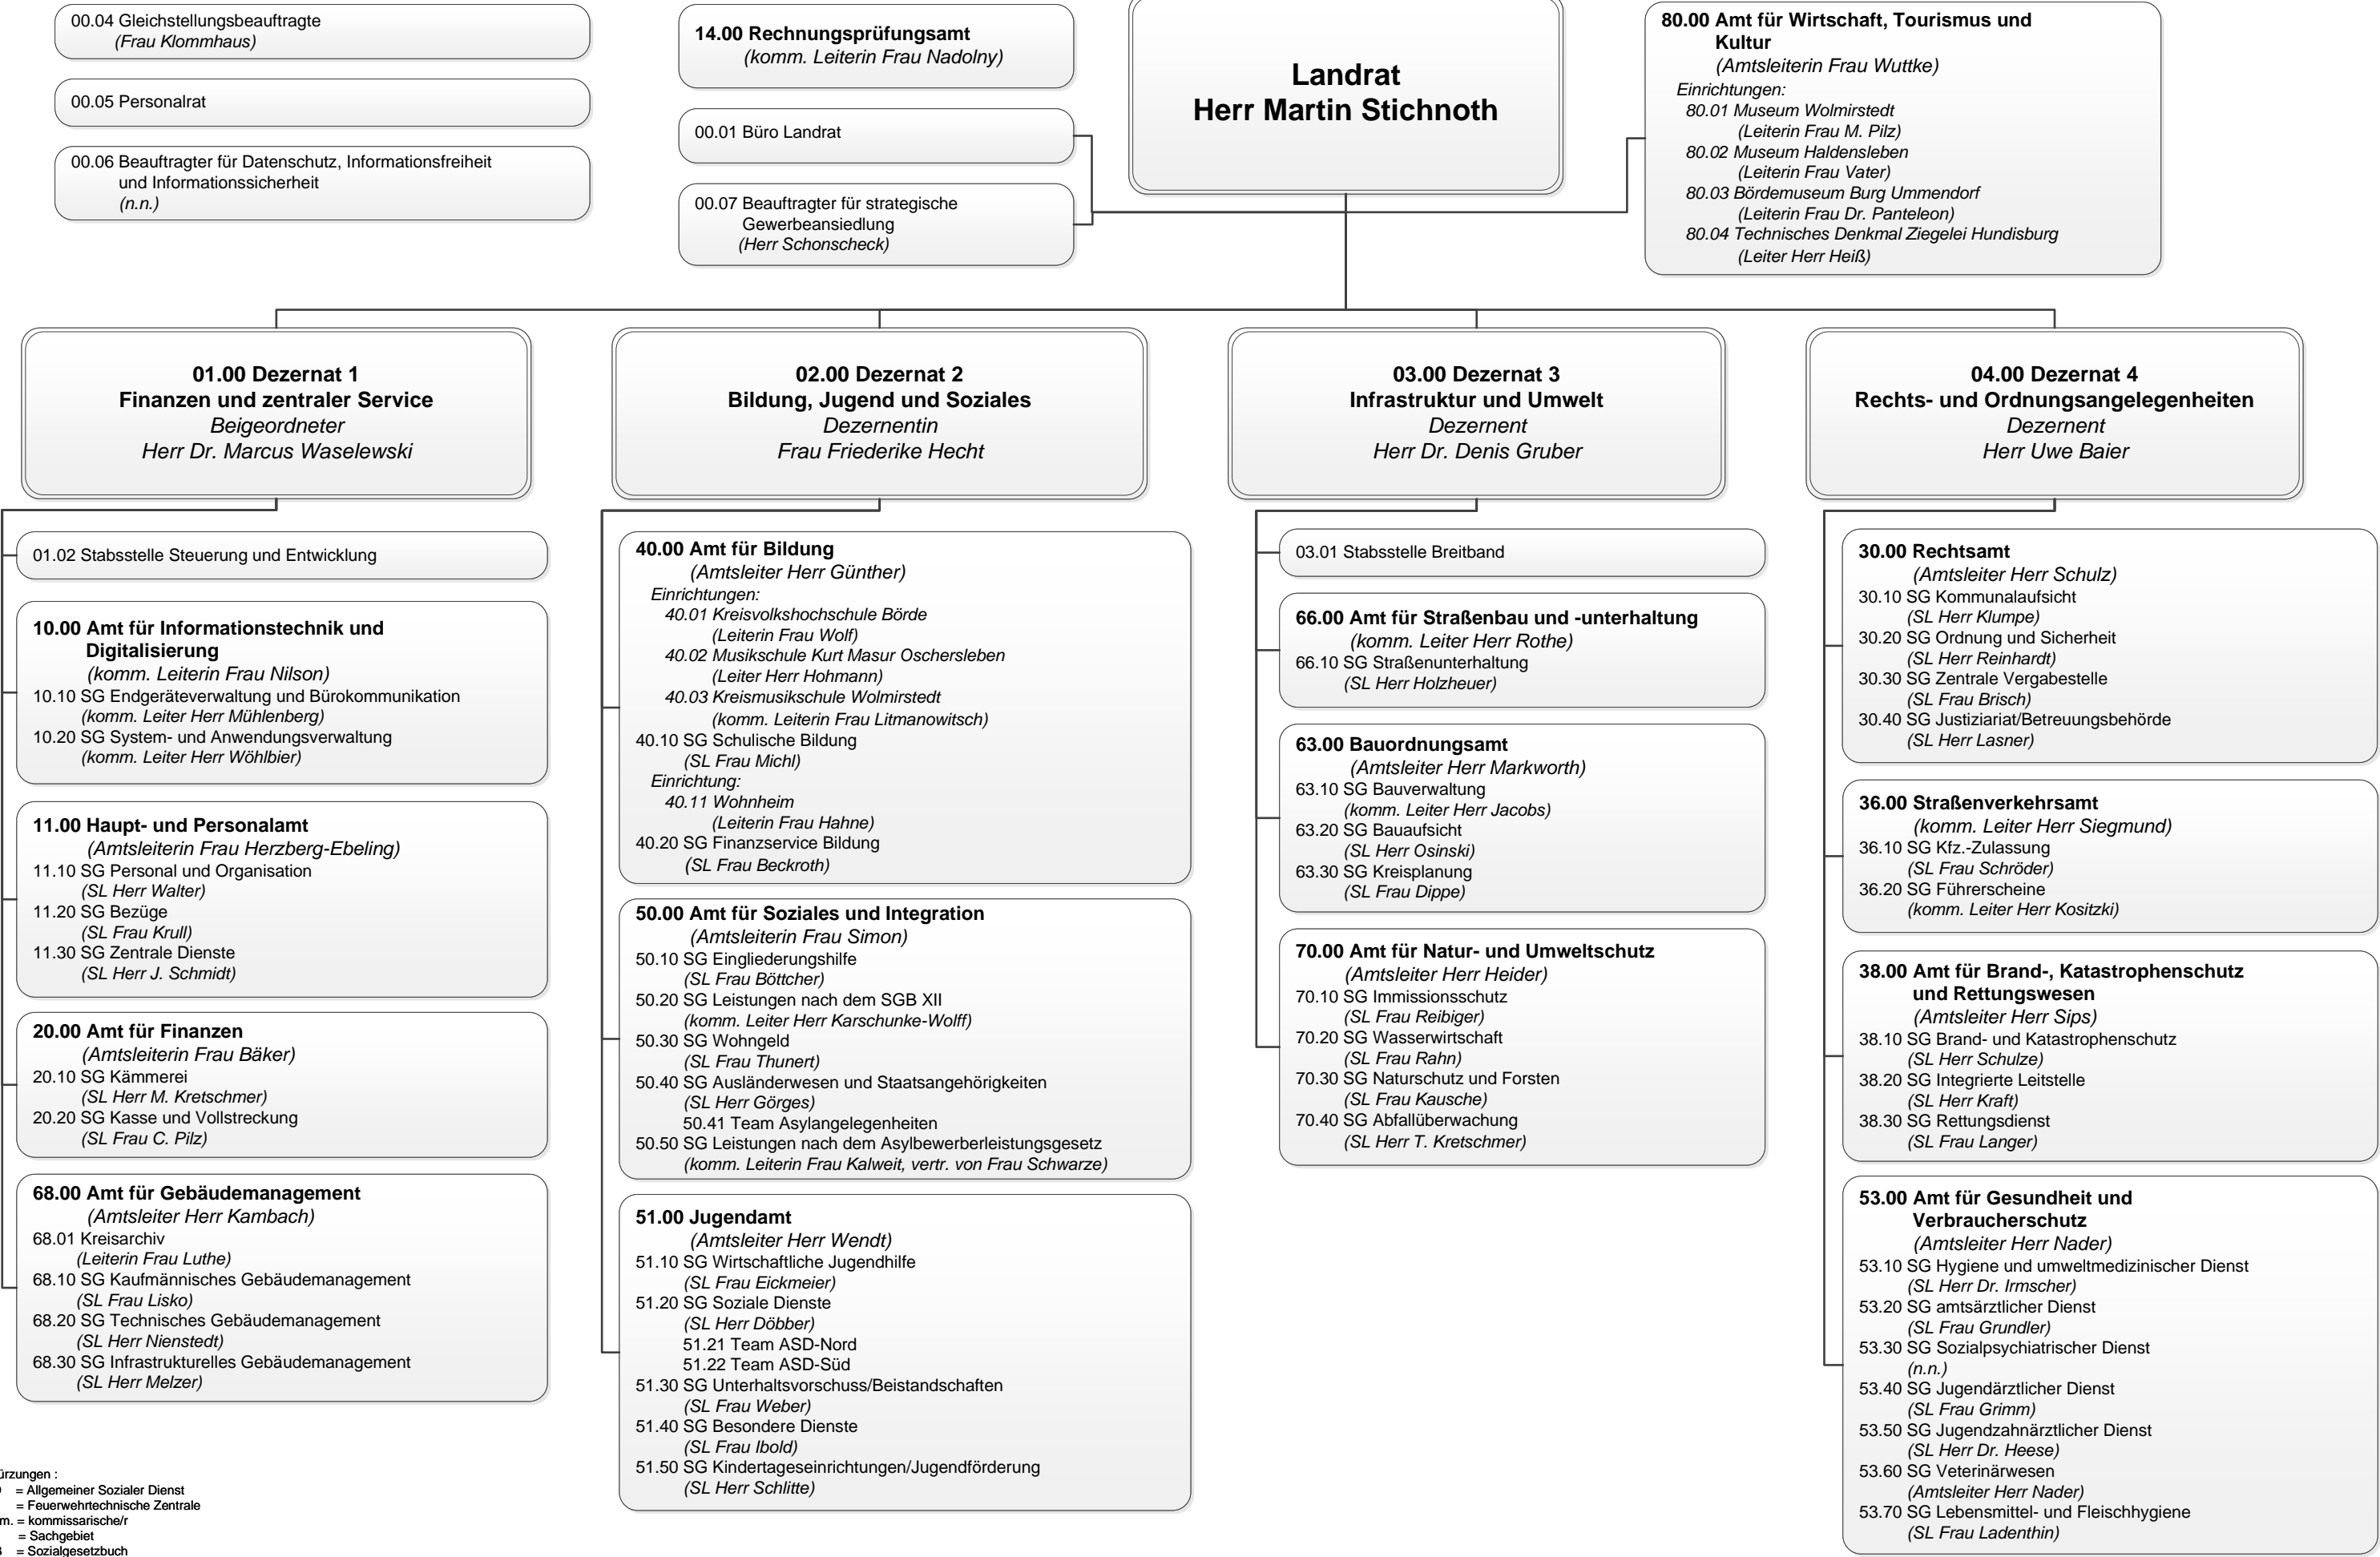 00.04 Gleichstellungsbeauftragte
(Frau Klommhaus)
00.05 Personalrat
00.06 Beauftragter für Datenschutz, Informationsfreiheit
und Informationssicherheit
(n.n.)
14.00 Rechnungsprüfungsamt
(komm. Leiterin Frau Nadolny)
00.01 Büro Landrat
00.07 Beauftragter für strategische
Gewerbeansiedlung
(Herr Schonscheck)
Landrat
Herr Martin Stichnoth
80.00 Amt für Wirtschaft, Tourismus und
Kultur
(Amtsleiterin Frau Wuttke)
Einrichtungen:
80.01 Museum Wolmirstedt
(Leiterin Frau M. Pilz)
80.02 Museum Haldensleben
(Leiterin Frau Vater)
80.03 Bördemuseum Burg Ummendorf
(Leiterin Frau Dr. Panteleon)
80.04 Technisches Denkmal Ziegelei Hundisburg
(Leiter Herr Heiß)
01.00 Dezernat 1
Finanzen und zentraler Service
Beigeordneter
Herr Dr. Marcus Waselewski
01.02 Stabsstelle Steuerung und Entwicklung
10.00 Amt für Informationstechnik und
Digitalisierung
(komm. Leiterin Frau Nilson)
10.10 SG Endgeräteverwaltung und Bürokommunikation
(komm. Leiter Herr Mühlenberg)
10.20 SG System- und Anwendungsverwaltung
(komm. Leiter Herr Wöhlbier)
11.00 Haupt- und Personalamt
(Amtsleiterin Frau Herzberg-Ebeling)
11.10 SG Personal und Organisation
(SL Herr Walter)
11.20 SG Bezüge
(SL Frau Krull)
11.30 SG Zentrale Dienste
(SL Herr J. Schmidt)
20.00 Amt für Finanzen
(Amtsleiterin Frau Bäker)
20.10 SG Kämmerei
(SL Herr M. Kretschmer)
20.20 SG Kasse und Vollstreckung
(SL Frau C. Pilz)
68.00 Amt für Gebäudemanagement
(Amtsleiter Herr Kambach)
68.01 Kreisarchiv
(Leiterin Frau Luthe)
68.10 SG Kaufmännisches Gebäudemanagement
(SL Frau Lisko)
68.20 SG Technisches Gebäudemanagement
(SL Herr Nienstedt)
68.30 SG Infrastrukturelles Gebäudemanagement
(SL Herr Melzer)
02.00 Dezernat 2
Bildung, Jugend und Soziales
Dezernentin
Frau Friederike Hecht
40.00 Amt für Bildung
(Amtsleiter Herr Günther)
Einrichtungen:
40.01 Kreisvolkshochschule Börde
(Leiterin Frau Wolf)
40.02 Musikschule Kurt Masur Oschersleben
(Leiter Herr Hohmann)
40.03 Kreismusikschule Wolmirstedt
(komm. Leiterin Frau Litmanowitsch)
40.10 SG Schulische Bildung
(SL Frau Michl)
Einrichtung:
40.11 Wohnheim
(Leiterin Frau Hahne)
40.20 SG Finanzservice Bildung
(SL Frau Beckroth)
50.00 Amt für Soziales und Integration
(Amtsleiterin Frau Simon)
50.10 SG Eingliederungshilfe
(SL Frau Böttcher)
50.20 SG Leistungen nach dem SGB XII
(komm. Leiter Herr Karschunke-Wolff)
50.30 SG Wohngeld
(SL Frau Thunert)
50.40 SG Ausländerwesen und Staatsangehörigkeiten
(SL Herr Görges)
50.41 Team Asylangelegenheiten
50.50 SG Leistungen nach dem Asylbewerberleistungsgesetz
(komm. Leiterin Frau Kalweit, vertr. von Frau Schwarze)
51.00 Jugendamt
(Amtsleiter Herr Wendt)
51.10 SG Wirtschaftliche Jugendhilfe
(SL Frau Eickmeier)
51.20 SG Soziale Dienste
(SL Herr Döbber)
51.21 Team ASD-Nord
51.22 Team ASD-Süd
51.30 SG Unterhaltsvorschuss/Beistandschaften
(SL Frau Weber)
51.40 SG Besondere Dienste
(SL Frau Ibold)
51.50 SG Kindertageseinrichtungen/Jugendförderung
(SL Herr Schlitte)
03.00 Dezernat 3
Infrastruktur und Umwelt
Dezernent
Herr Dr. Denis Gruber
03.01 Stabsstelle Breitband
66.00 Amt für Straßenbau und -unterhaltung
(komm. Leiter Herr Rothe)
66.10 SG Straßenunterhaltung
(SL Herr Holzheuer)
63.00 Bauordnungsamt
(Amtsleiter Herr Markworth)
63.10 SG Bauverwaltung
(komm. Leiter Herr Jacobs)
63.20 SG Bauaufsicht
(SL Herr Osinski)
63.30 SG Kreisplanung
(SL Frau Dippe)
70.00 Amt für Natur- und Umweltschutz
(Amtsleiter Herr Heider)
70.10 SG Immissionsschutz
(SL Frau Reibiger)
70.20 SG Wasserwirtschaft
(SL Frau Rahn)
70.30 SG Naturschutz und Forsten
(SL Frau Kausche)
70.40 SG Abfallüberwachung
(SL Herr T. Kretschmer)
04.00 Dezernat 4
Rechts- und Ordnungsangelegenheiten
Dezernent
Herr Uwe Baier
30.00 Rechtsamt
(Amtsleiter Herr Schulz)
30.10 SG Kommunalaufsicht
(SL Herr Klumpe)
30.20 SG Ordnung und Sicherheit
(SL Herr Reinhardt)
30.30 SG Zentrale Vergabestelle
(SL Frau Brisch)
30.40 SG Justiziariat/Betreuungsbehörde
(SL Herr Lasner)
36.00 Straßenverkehrsamt
(komm. Leiter Herr Siegmund)
36.10 SG Kfz.-Zulassung
(SL Frau Schröder)
36.20 SG Führerscheine
(komm. Leiter Herr Kositzki)
38.00 Amt für Brand-, Katastrophenschutz
und Rettungswesen
(Amtsleiter Herr Sips)
38.10 SG Brand- und Katastrophenschutz
(SL Herr Schulze)
38.20 SG Integrierte Leitstelle
(SL Herr Kraft)
38.30 SG Rettungsdienst
(SL Frau Langer)
53.00 Amt für Gesundheit und
Verbraucherschutz
(Amtsleiter Herr Nader)
53.10 SG Hygiene und umweltmedizinischer Dienst
(SL Herr Dr. Irmscher)
53.20 SG amtsärztlicher Dienst
(SL Frau Grundler)
53.30 SG Sozialpsychiatrischer Dienst
(n.n.)
53.40 SG Jugendärztlicher Dienst
(SL Frau Grimm)
53.50 SG Jugendzahnärztlicher Dienst
(SL Herr Dr. Heese)
53.60 SG Veterinärwesen
(Amtsleiter Herr Nader)
53.70 SG Lebensmittel- und Fleischhygiene
(SL Frau Ladenthin)
ürzungen :
= Allgemeiner Sozialer Dienst
= Feuerwehrtechnische Zentrale
m. = kommissarische/r
= Sachgebiet
= Sozialgesetzbuch